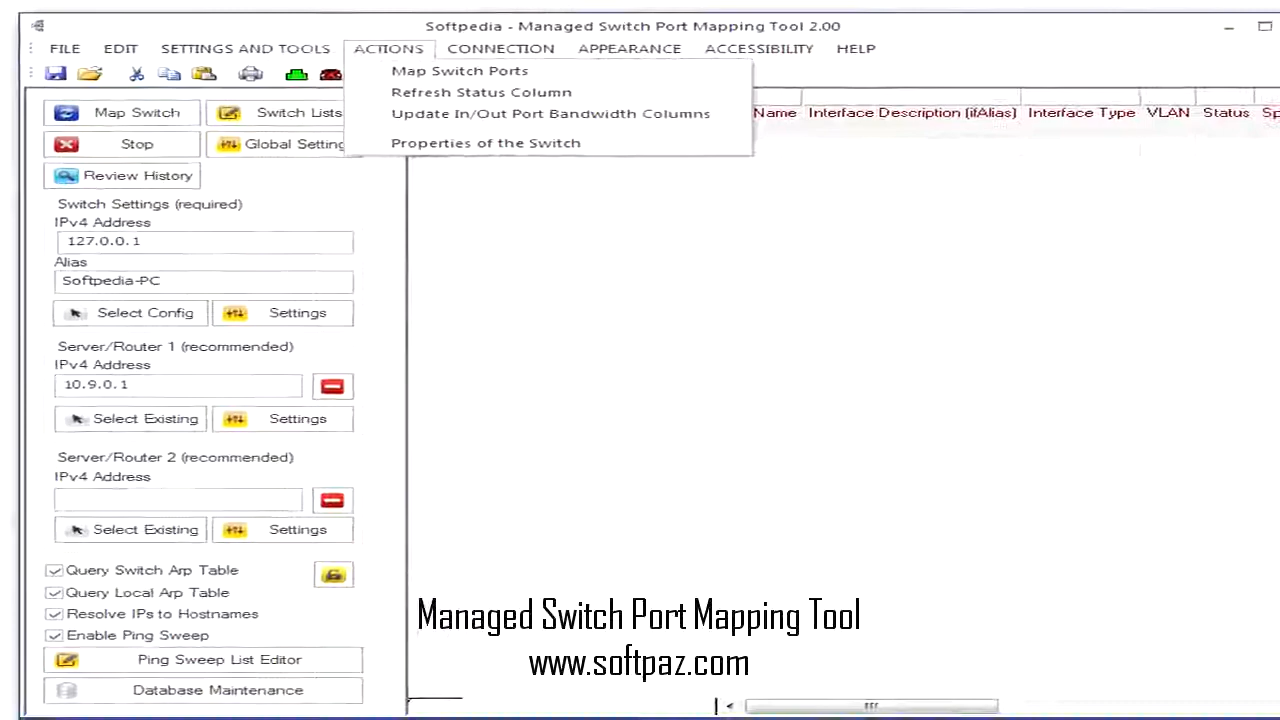 Softpedia - Managed Switch Port Mapping Tool 2.00
FILE EDIT SETTINGS AND TOOLS ACTIONS CONNECTION APPEARANCE ACCESSIBILITY HELP
Map Switch Ports
Refresh Status Column
Update In/Out Port Bandwidth Columns
Properties of the Switch
Map Switch Switch Lists
Name Interface Description (ifAlias) Interface Type VLAN Status Sp
Stop Global Setting
Review History
Switch Settings (required)
IPv4 Address
127.0.0.1
Alias
Softpedia-PC
Select Config Settings
Server/Router 1 (recommended)
IPv4 Address
10.9.0.1
Select Existing Settings
Server/Router 2 (recommended)
IPv4 Address
Select Existing Settings
Query Switch Arp Table
Query Local Arp Table
Resolve IPs to Hostnames
Enable Ping Sweep
Ping Sweep List Editor
Database Maintenance
Managed Switch Port Mapping Tool
www.softpaz.com